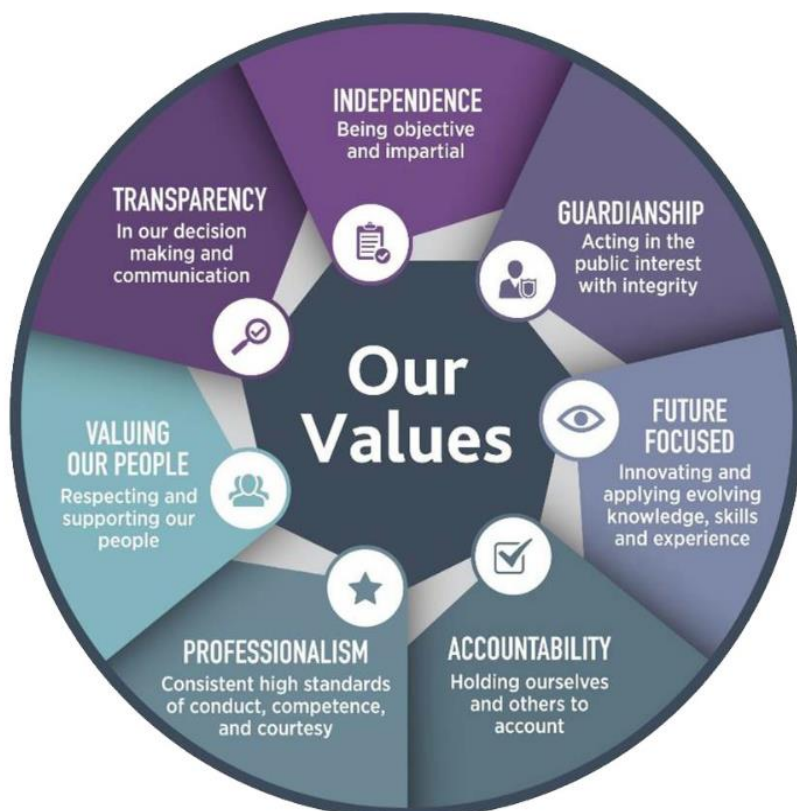 Our
Values
INDEPENDENCE
Being objective
and impartial
GUARDIANSHIP
Acting in the
public interest
with integrity
FUTURE
FOCUSED
Innovating and
applying evolving
knowledge, skills
and experience
ACCOUNTABILITY
Holding ourselves
and others to
account
PROFESSIONALISM
Consistent high standards
of conduct, competence,
and courtesy
VALUING
OUR PEOPLE
Respecting and
supporting our
people
TRANSPARENCY
In our decision
making and
communication